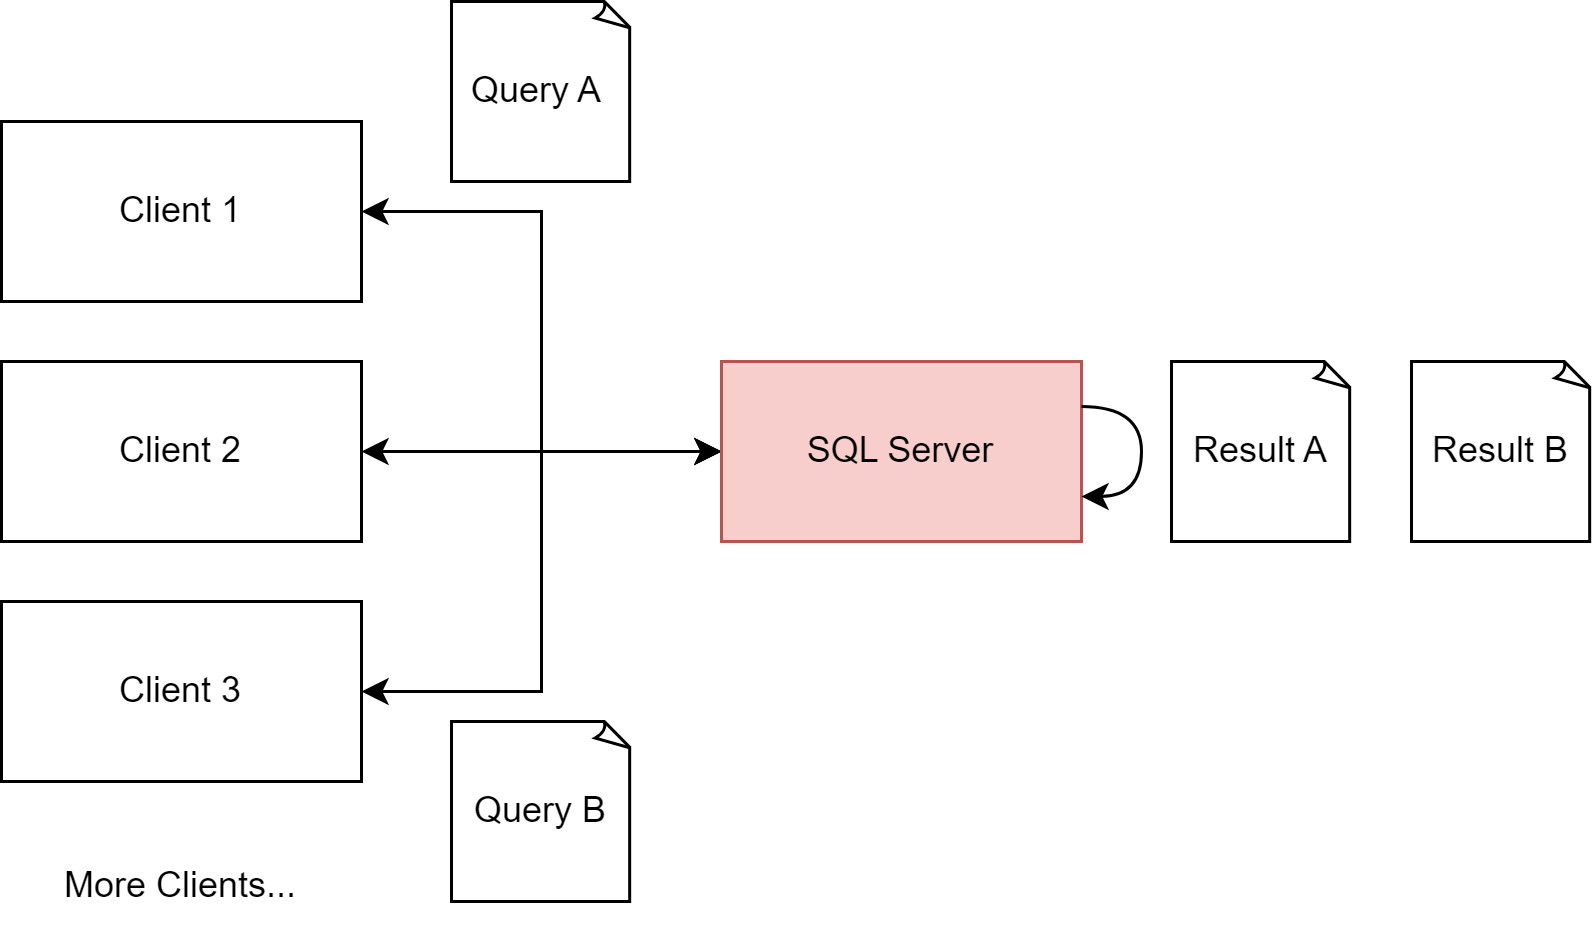 Query A
Client 1
Client 2
SQL Server
Result A
Result B
Client 3
Query B
More Clients...